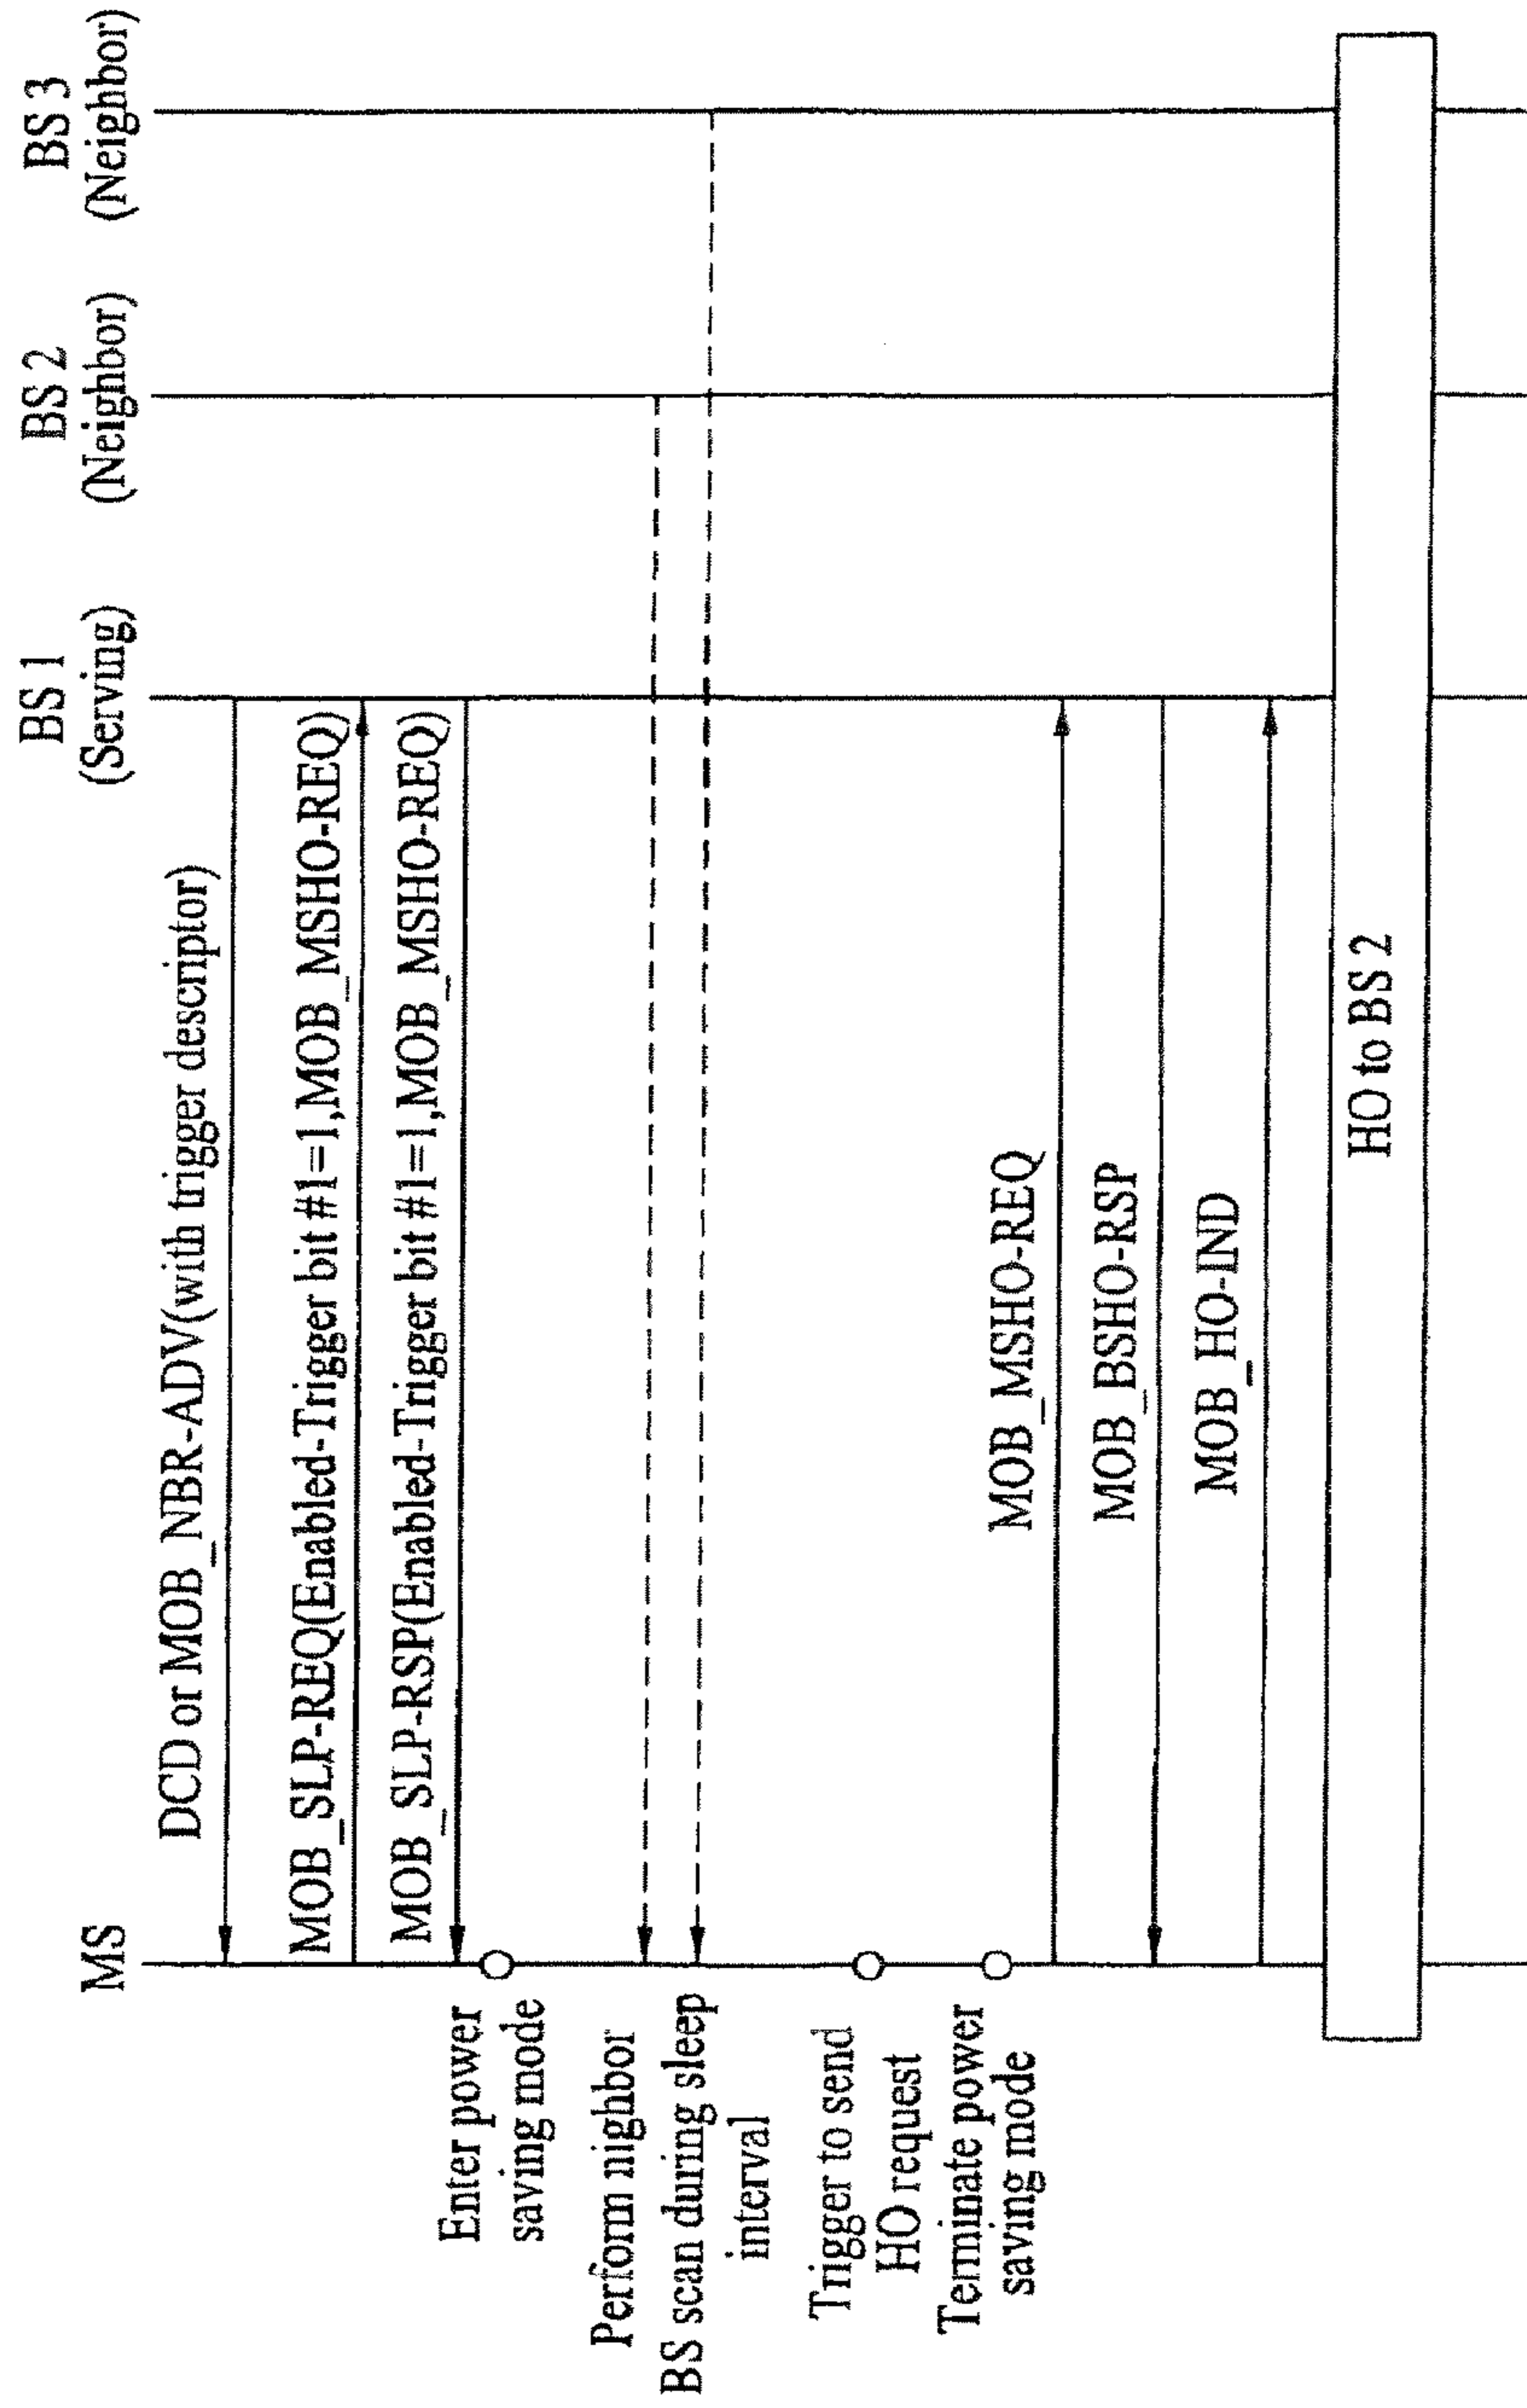 MS
BS 1
(Serving)
BS 2
(Neighbor)
BS 3
(Neighbor)
DCD or MOB_NBR-ADV(with trigger descriptor)
MOB_SLP-REQ(Enabled-Trigger bit #1=1,MOB_MSHO-REQ)
MOB_SLP-RSP(Enabled-Trigger bit #1=1,MOB_MSHO-REQ)
Enter power
saving mode
Perform nighbor
BS scan during sleep
interval
Trigger to send
HO request
Terminate power
saving mode
MOB_MSHO-REQ
MOB_BSHO-RSP
MOB_HO-IND
HO to BS 2